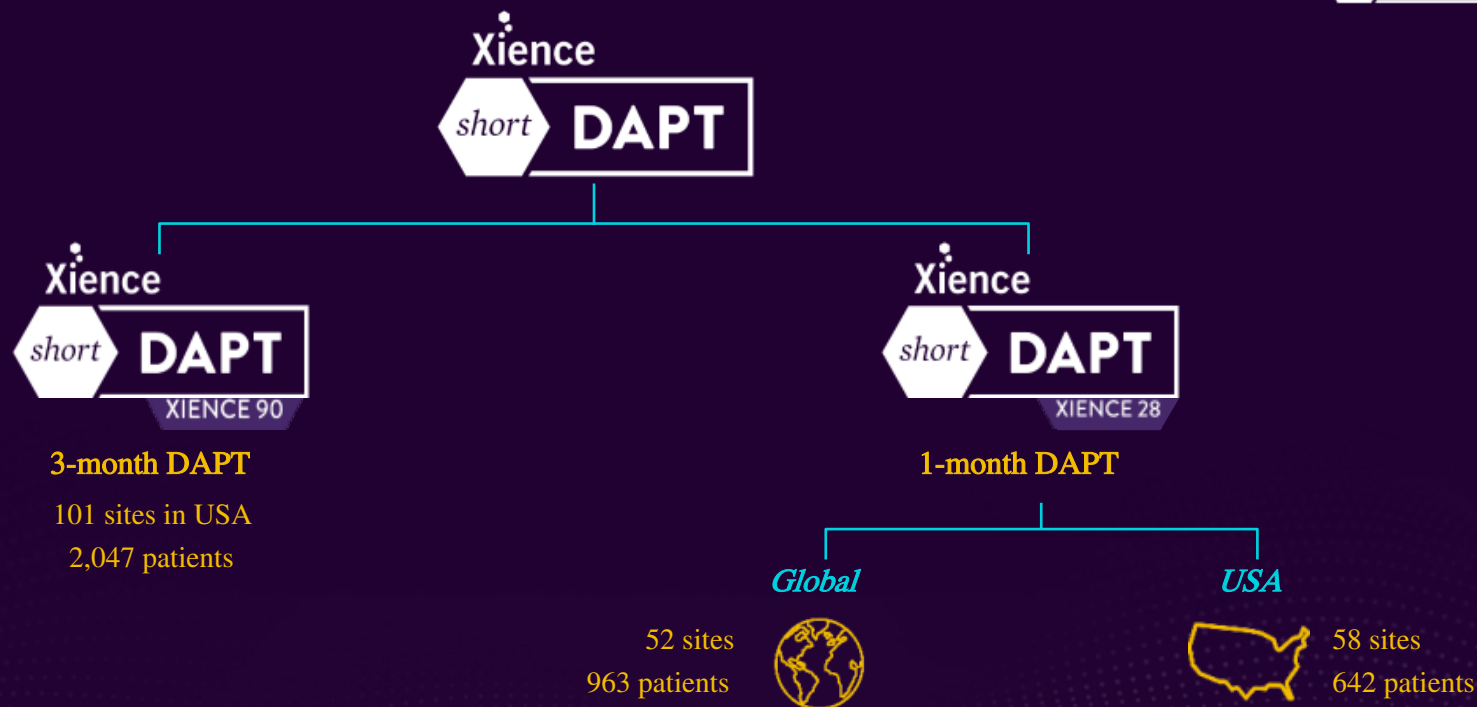 Xience
short DAPT
Xience
short DAPT
XIENCE 90
3-month DAPT
101 sites in USA
2,047 patients
Xience
short DAPT
XIENCE 28
1-month DAPT
Global
52 sites
963 patients
USA
58 sites
642 patients